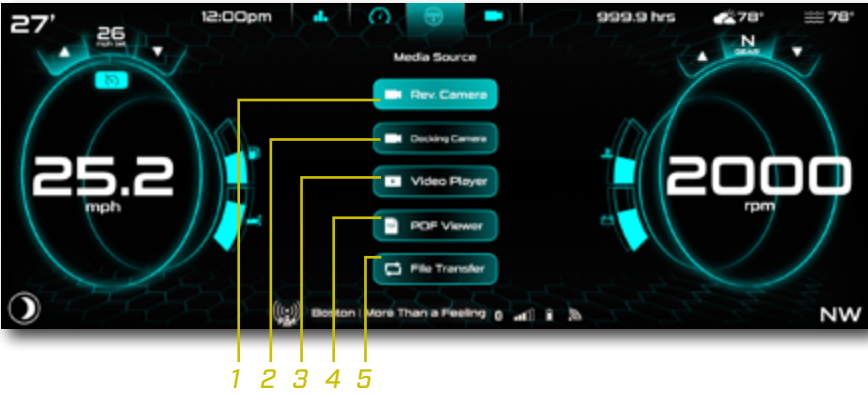 27'
26
mph set
12:00pm
999.9 hrs
78°
78°
N
GEAR
Media Source
Rev. Camera
Docking Camera
Video Player
PDF Viewer
File Transfer
25.2
mph
2000
rpm
Boston | More Than a Feeling
NW
1 2 3 4 5